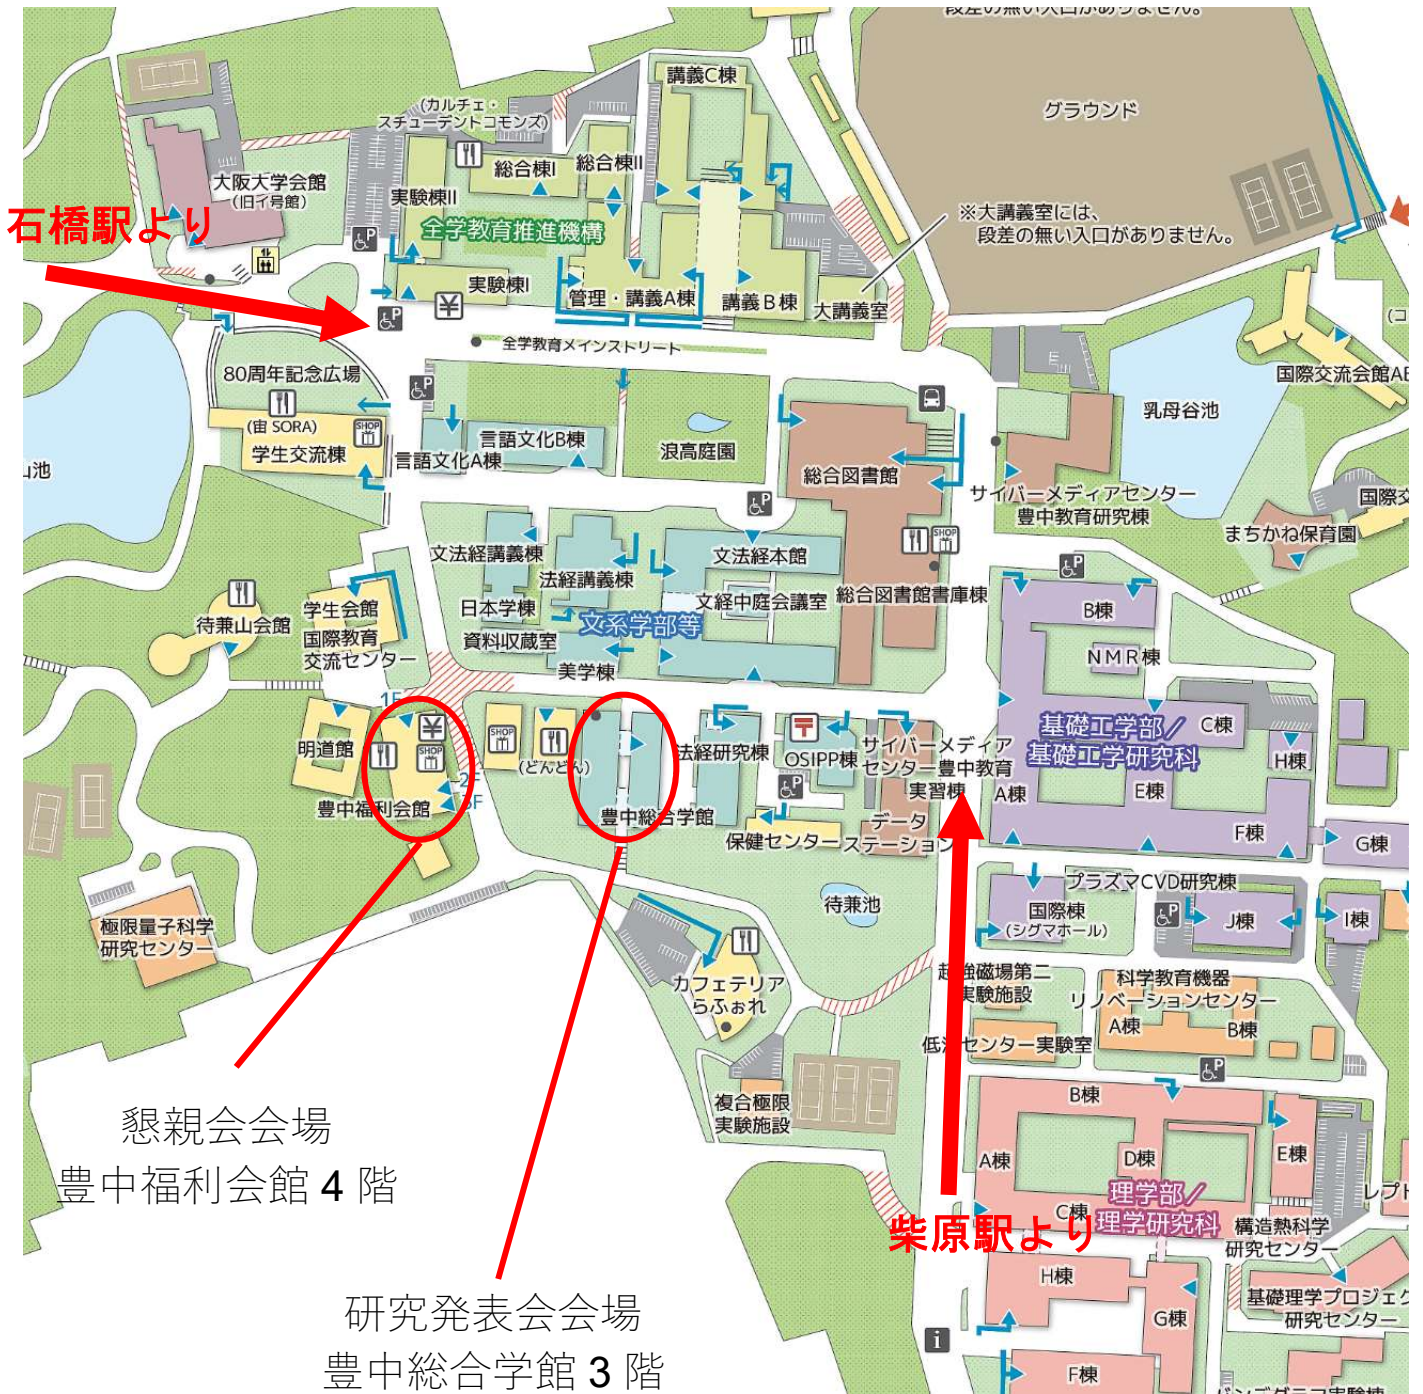 段差の無い入口がありません。
講義C棟
(カルチェ・
スチューデントコモンズ)
グラウンド
総合棟I
総合棟II
大阪大学会館
(旧イ号館)
実験棟II
※大講義室には、
段差の無い入口がありません。
石橋駅より
全学教育推進機構
実験棟I
管理・講義A棟
講義B棟
大講義室
全学教育メインストリート
80周年記念広場
国際交流会館AB
乳母谷池
(宙 SORA)
SHOP
学生交流棟
言語文化A棟
言語文化B棟
浪高庭園
総合図書館
サイバーメディアセンター
豊中教育研究棟
国際交
まちかね保育園
山池
文法経講義棟
法経講義棟
文法経本館
SHOP
文経中庭会議室
総合図書館書庫棟
B棟
学生会館
待兼山会館
国際教育
交流センター
日本学棟
資料収蔵室
文系学部等
美学棟
NMR棟
1F
C棟
基礎工学部/
基礎工学研究科
明道館
SHOP
SHOP
(どんどん)
法経研究棟
OSIPP棟
サイバーメディア
センター豊中教育
実習棟
H棟
2F
3F
豊中福利会館
豊中総合学館
A棟
E棟
F棟
G棟
保健センター
データ
ステーション
プラズマCVD研究棟
待兼池
国際棟
(シグマホール)
J棟
I棟
極限量子科学
研究センター
カフェテリア
らふぉれ
超強磁場第二
実験施設
科学教育機器
リノベーションセンター
A棟
B棟
低温センター実験室
複合極限
実験施設
B棟
懇親会会場
豊中福利会館 4 階
A棟
D棟
E棟
理学部/
理学研究科
C棟
レプト
柴原駅より
構造熱科学
研究センター
H棟
研究発表会会場
豊中総合学館 3 階
G棟
基礎理学プロジェク
研究センター
i
F棟